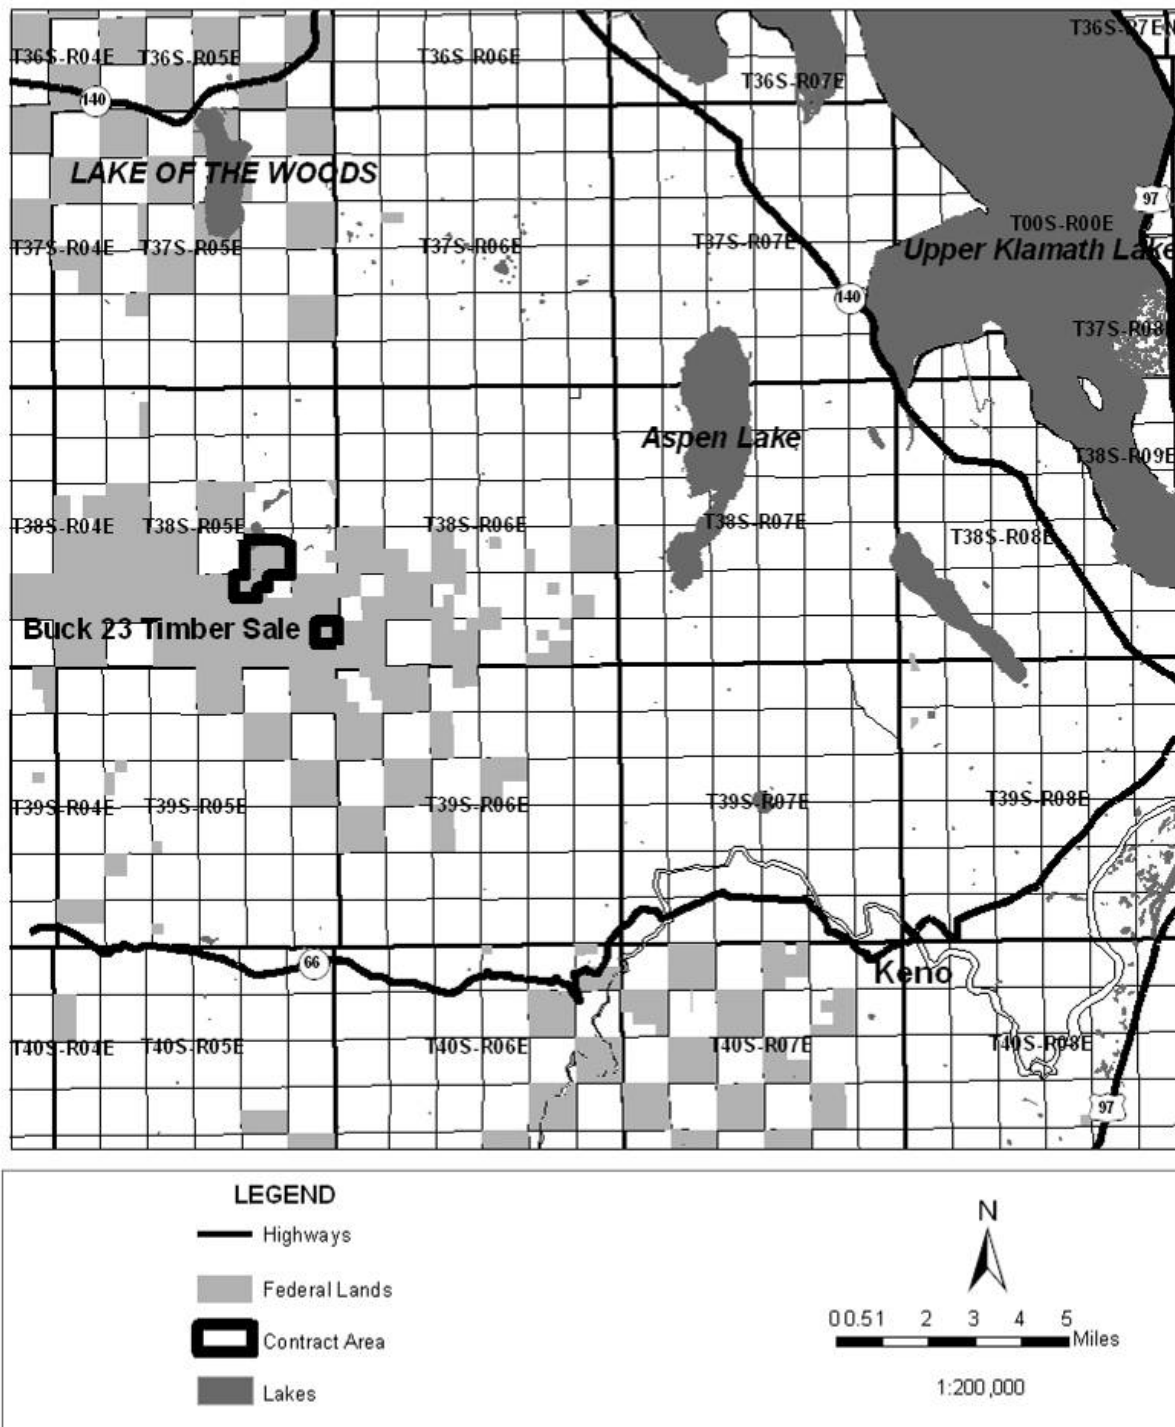 T36S-R04E T36S-R05E T36S-R06E T36S-R07E
T36S-R7E
140
LAKE OF THE WOODS
97
T37S-R04E T37S-R05E T37S-R06E T37S-R07E T00S-R00E
Upper Klamath Lake
140
T37S-R08
Aspen Lake
T38S-R09E
T38S-R04E T38S-R05E T38S-R06E T38S-R07E T38S-R08E
Buck 23 Timber Sale
T39S-R04E T39S-R05E T39S-R06E T39S-R07E T39S-R08E
66
Keno
T40S-R04E T40S-R05E T40S-R06E T40S-R07E T40S-R08E
97
LEGEND
Highways
Federal Lands
Contract Area
Lakes
N
0 0.5 1 2 3 4 5
Miles
1:200,000